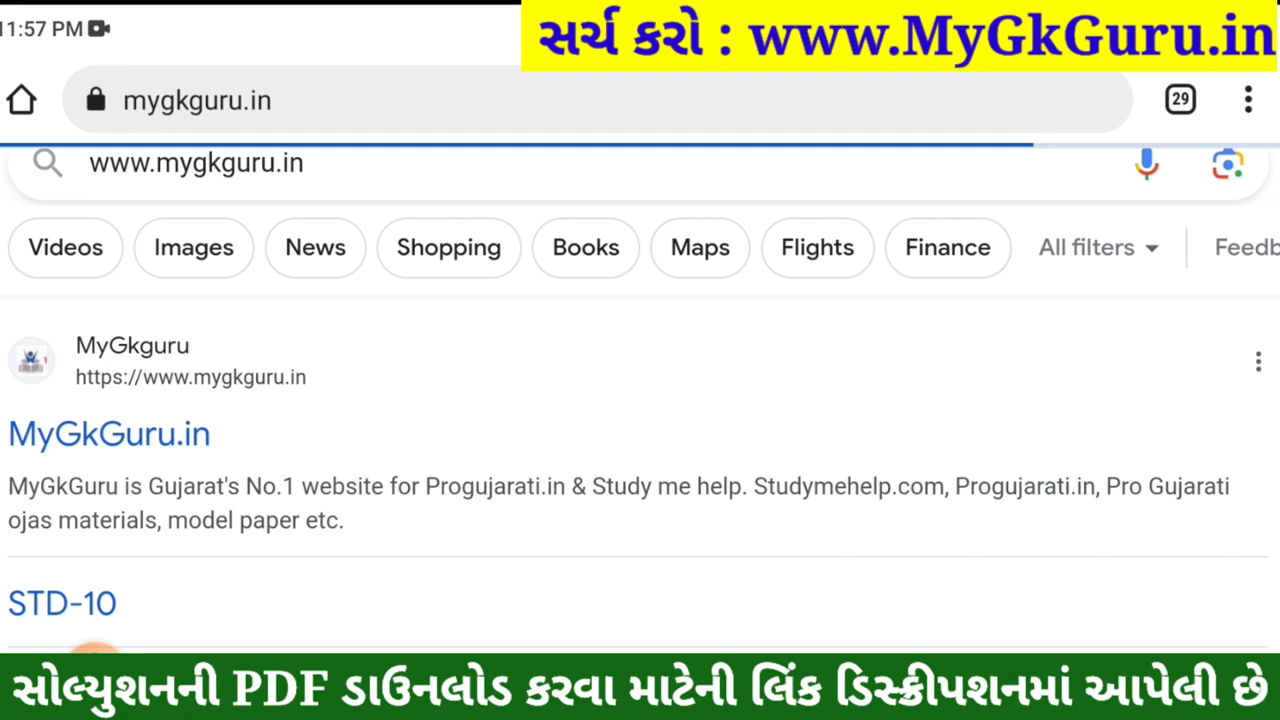 સર્ચ કરો : www.MyGkGuru.in
11:57 PM
mygkguru.in
29
www.mygkguru.in
Videos
Images
News
Shopping
Books
Maps
Flights
Finance
All filters
Feedb
MyGkguru
https://www.mygkguru.in
MyGkGuru.in
MyGkGuru is Gujarat's No.1 website for Progujarati.in & Study me help. Studymehelp.com, Progujarati.in, Pro Gujarati
ojas materials, model paper etc.
STD-10
સોલ્યુશનની PDF ડાઉનલોડ કરવા માટેની લિંક ડિસ્ક્રીપશનમાં આપેલી છે